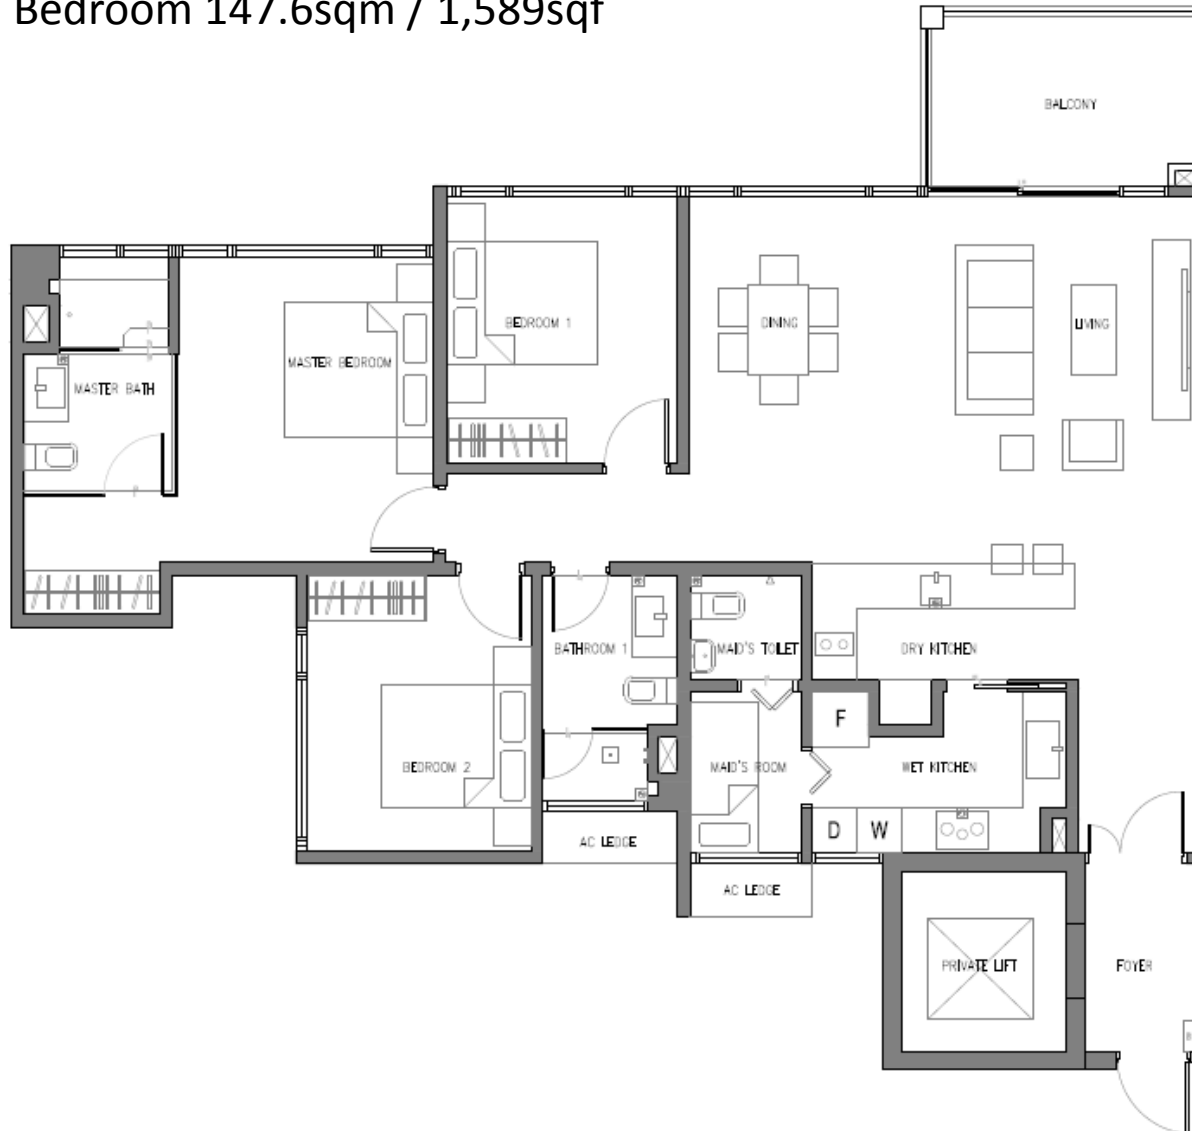 Bedroom 147.6sqm / 1,589sqf
BALCONY
BEDROOM 1
DINING
LIVING
MASTER BEDROOM
MASTER BATH
BATHROOM 1
MAID'S TOILET
DRY KITCHEN
F
BEDROOM 2
MAID'S ROOM
WET KITCHEN
D
W
AC LEDGE
AC LEDGE
PRIVATE LIFT
FOYER